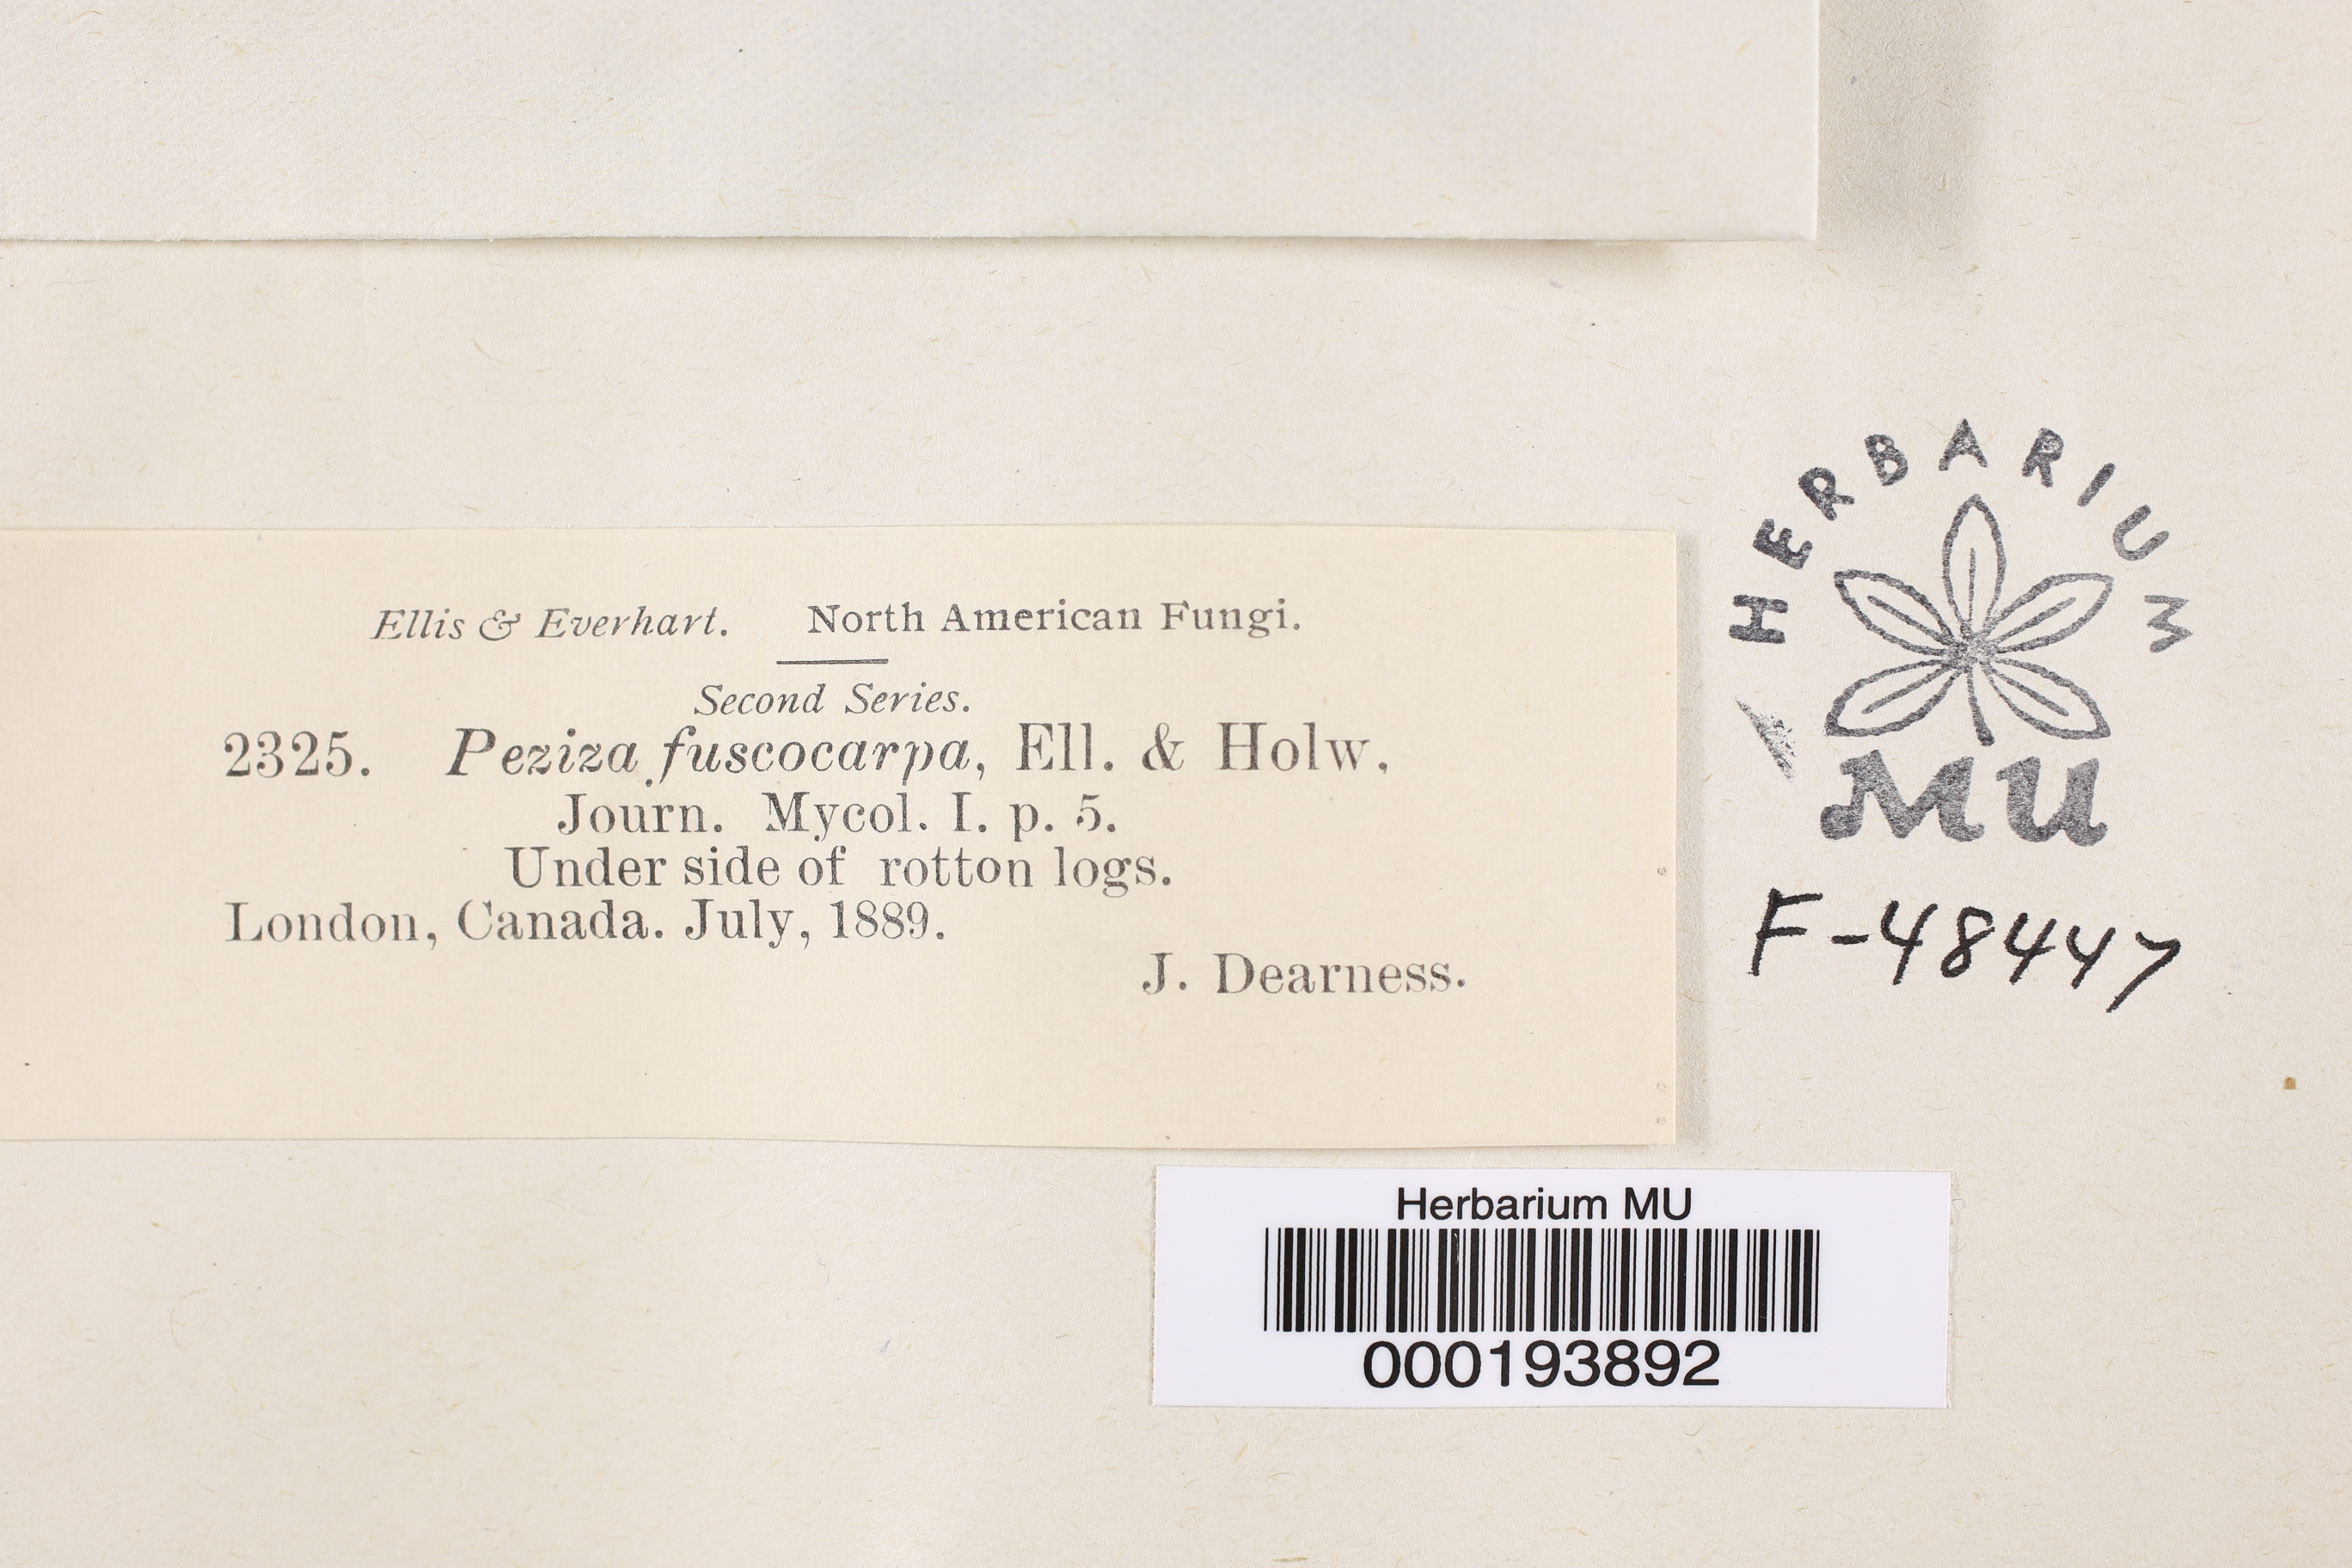 Ellis & Everhart. North American Fungi.
Second Series.
2325. Peziza fuscocarpa, Ell. & Holw.
Journ. Mycol. I. p. 5.
Under side of rotton logs.
London, Canada. July, 1889.
J. Dearness.
HERBARIUM
MU
F-48447
Herbarium MU
000193892